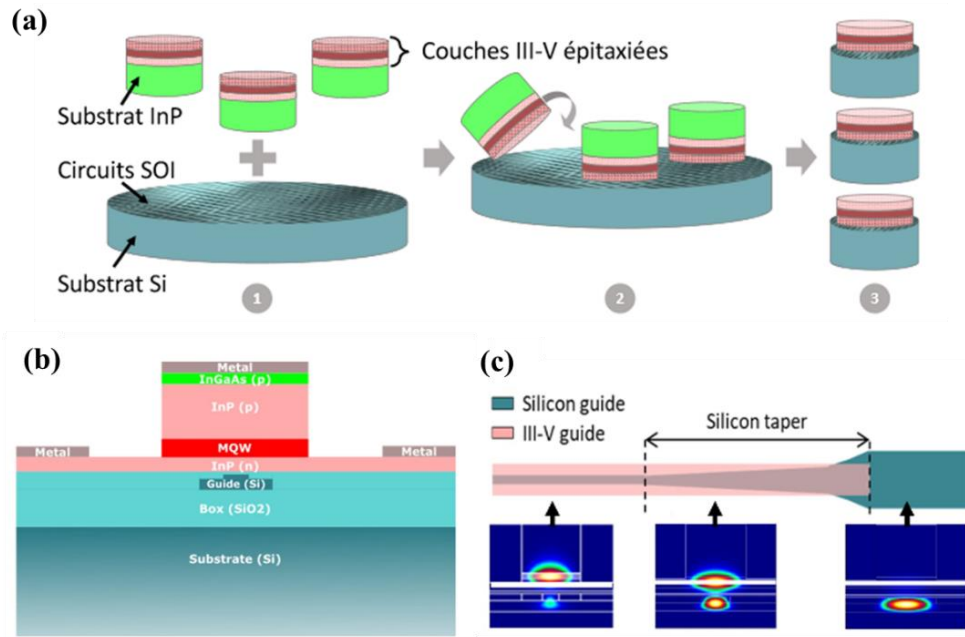 (a)
Couches III-V épitaxiées
Substrat InP
Circuits SOI
Substrat Si
1
2
3
(b)
Metal
InGaAs (p)
InP (p)
MQW
Metal
Metal
InP (n)
Guide (Si)
Box (SiO2)
Substrate (Si)
(c)
Silicon guide
III-V guide
Silicon taper